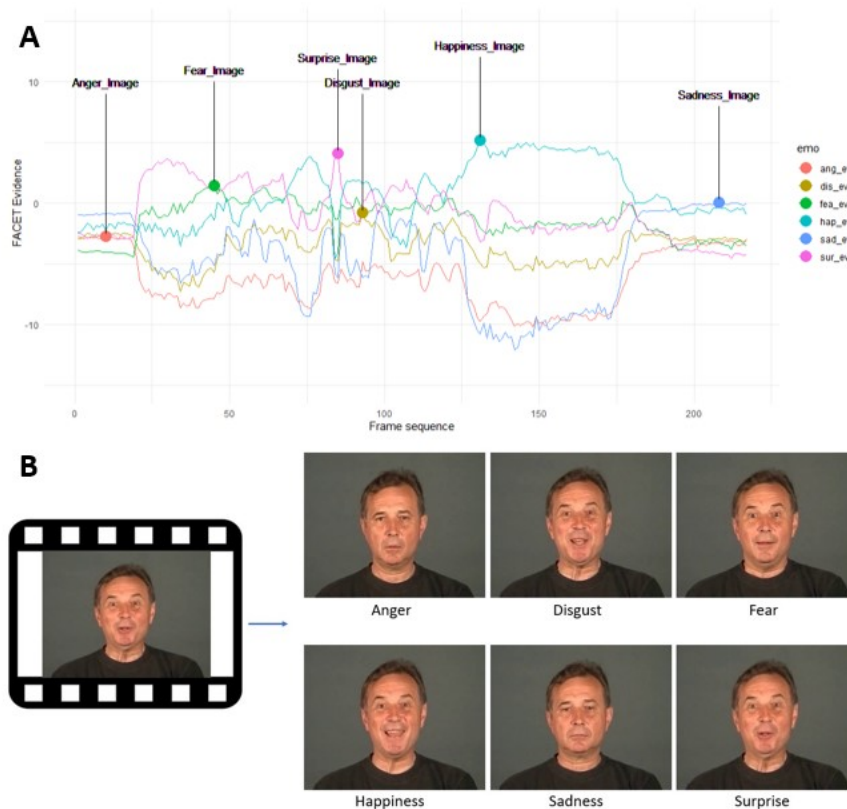 A
Happiness_Image
Surprise_Image
Fear_Image
Anger_Image
Disgust_Image
Sadness_Image
10
0
-10
FACET Evidence
0
50
100
150
200
Frame sequence
emo
ang_ev
dis_ev
fea_ev
hap_ev
sad_ev
sur_ev
B
Anger
Disgust
Fear
Happiness
Sadness
Surprise